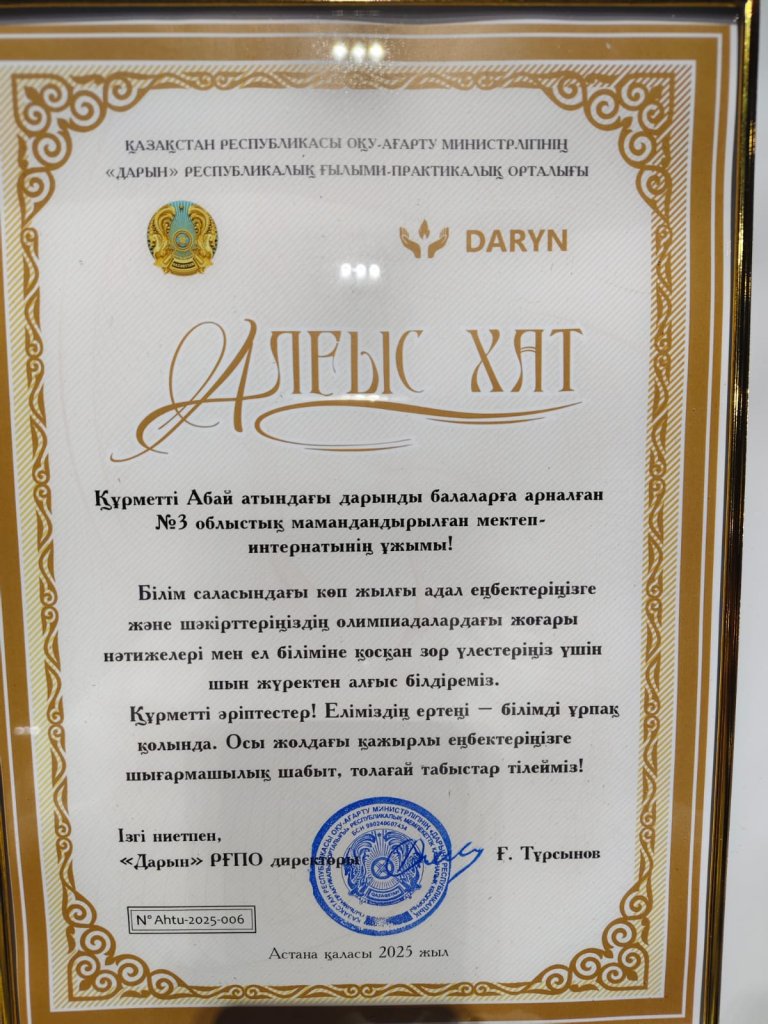 ҚАЗАҚСТАН РЕСПУБЛИКАСЫ ОҚУ-АҒАРТУ МИНИСТРЛІГІНІҢ
«ДАРЫН» РЕСПУБЛИКАЛЫҚ ҒЫЛЫМИ-ПРАКТИКАЛЫҚ ОРТАЛЫҒЫ
DARYN
АЛҒЫС ХАТ
Құрметті Абай атындағы дарынды балаларға арналған
№3 облыстық мамандандырылған мектеп-
интернатының ұжымы!
Білім саласындағы көп жылғы адал еңбектеріңізге
және шәкірттеріңіздің олимпиадалардағы жоғары
нәтижелері мен ел біліміне қосқан зор үлестеріңіз үшін
шын жүректен алғыс білдіреміз.
Құрметті әріптестер! Еліміздің ертеңі — білімді ұрпақ
қолында. Осы жолдағы қажырлы еңбектеріңізге
шығармашылық шабыт, толағай табыстар тілейміз!
Ізгі ниетпен,
«Дарын» РҒПО директоры
Ғ. Тұрсынов
N° Ahtu-2025-006
Астана қаласы 2025 жыл